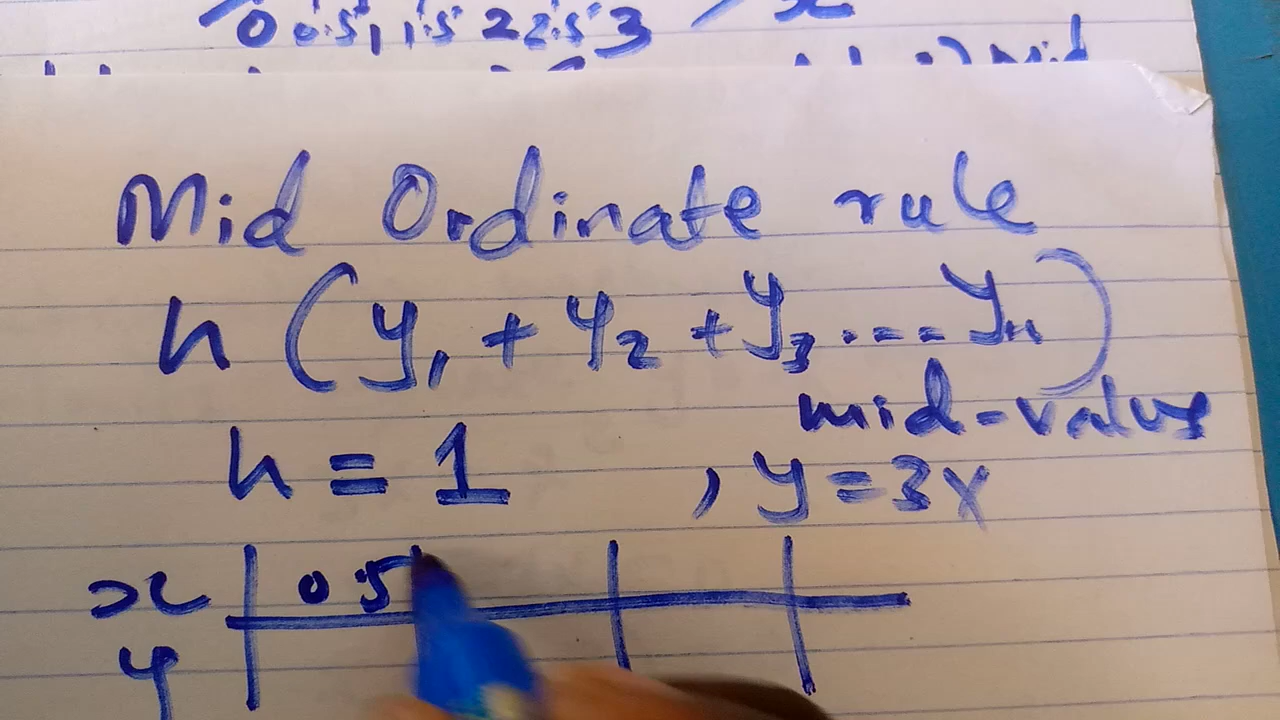 0 0.5 1 1.5 2 2.5 3 x
Mid
Mid Ordinate rule
h (y₁ + y₂ + y₃ .--- yₙ)
mid-value
h = 1 , y = 3x
x 0.5
y